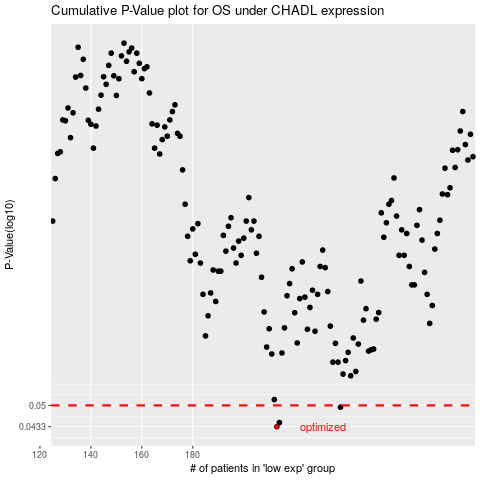 Cumulative P-Value plot for OS under CHADL expression
P-Value(log10)
0.05
0.0433
optimized
120 140 160 180
# of patients in 'low exp' group